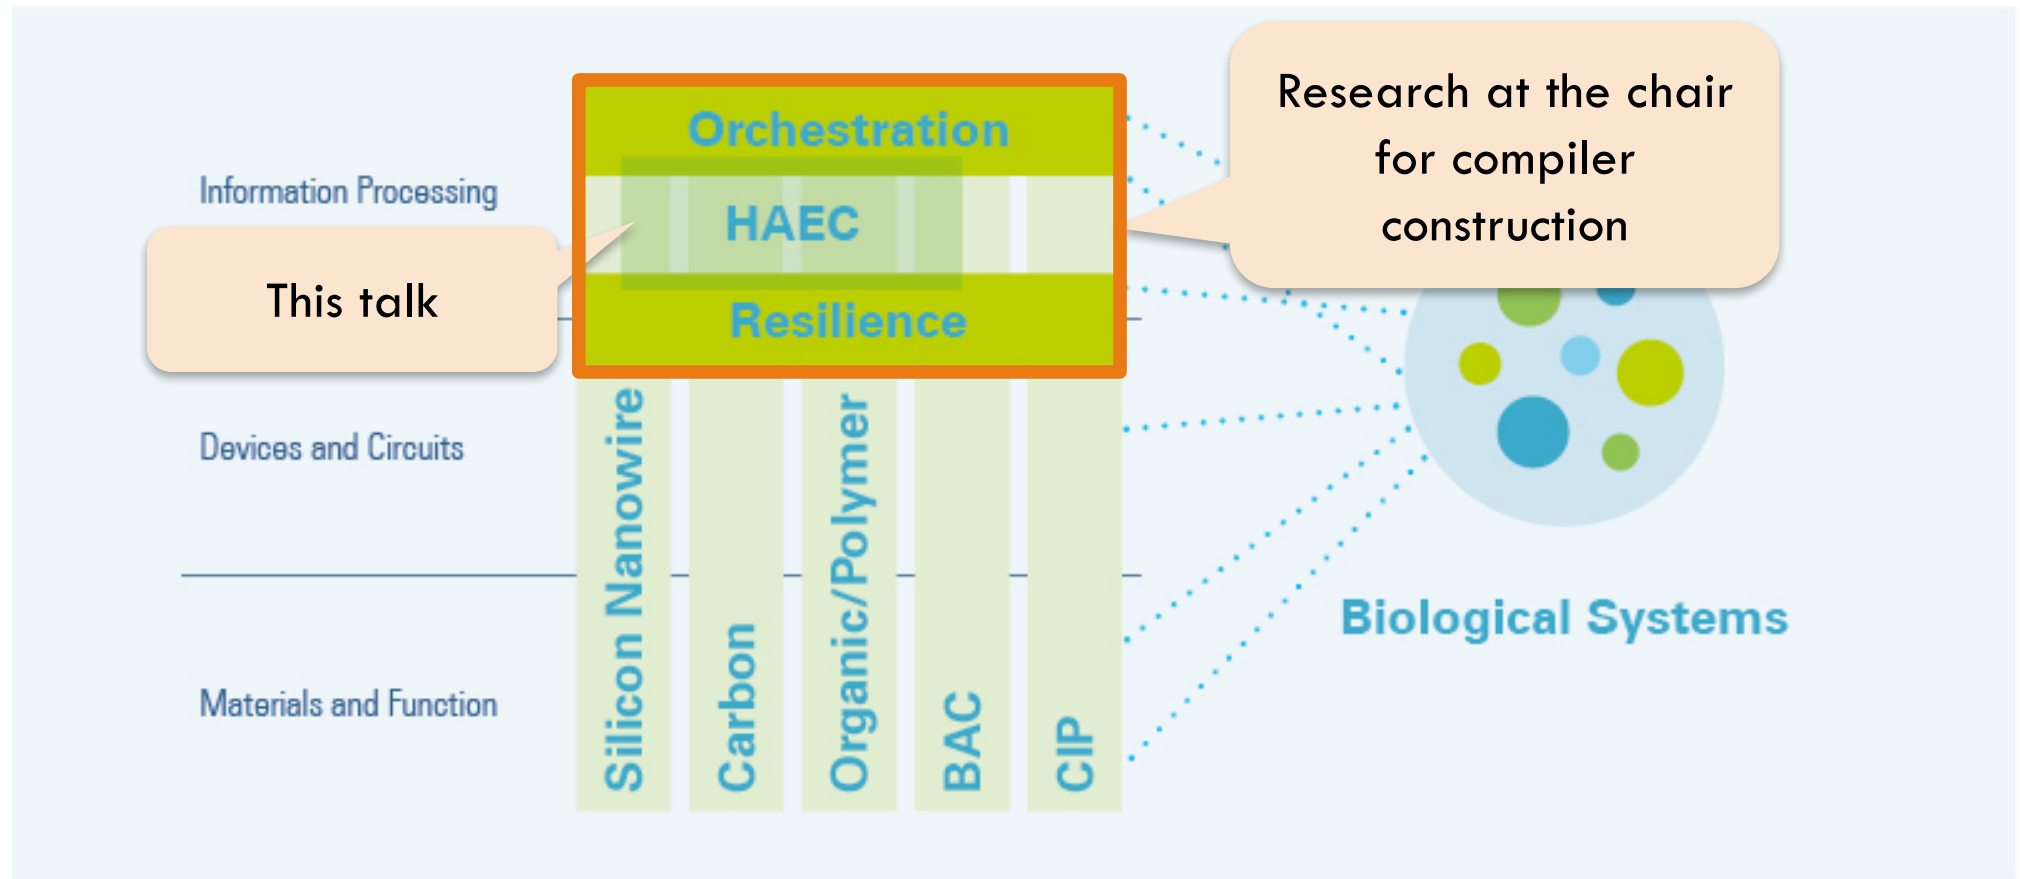 Orchestration
Research at the chair
for compiler
construction
Information Processing
HAEC
This talk
Resilience
Devices and Circuits
Materials and Function
Silicon Nanowire
Carbon
Organic/Polymer
BAC
CIP
Biological Systems